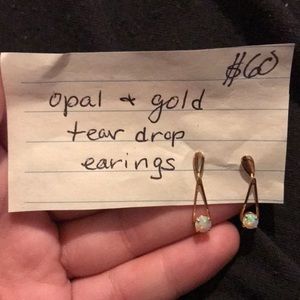 $60
opal + gold
tear drop
earings